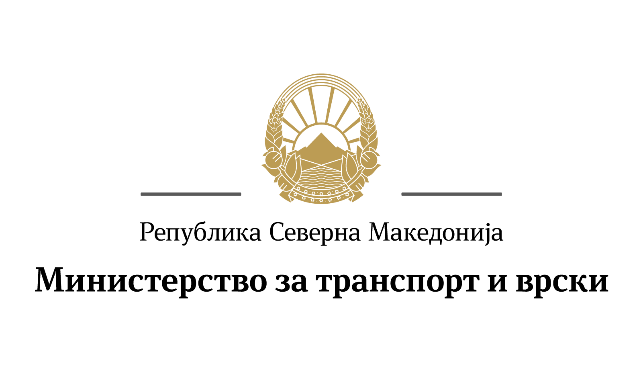 Република Северна Македонија
Министерство за транспорт и врски